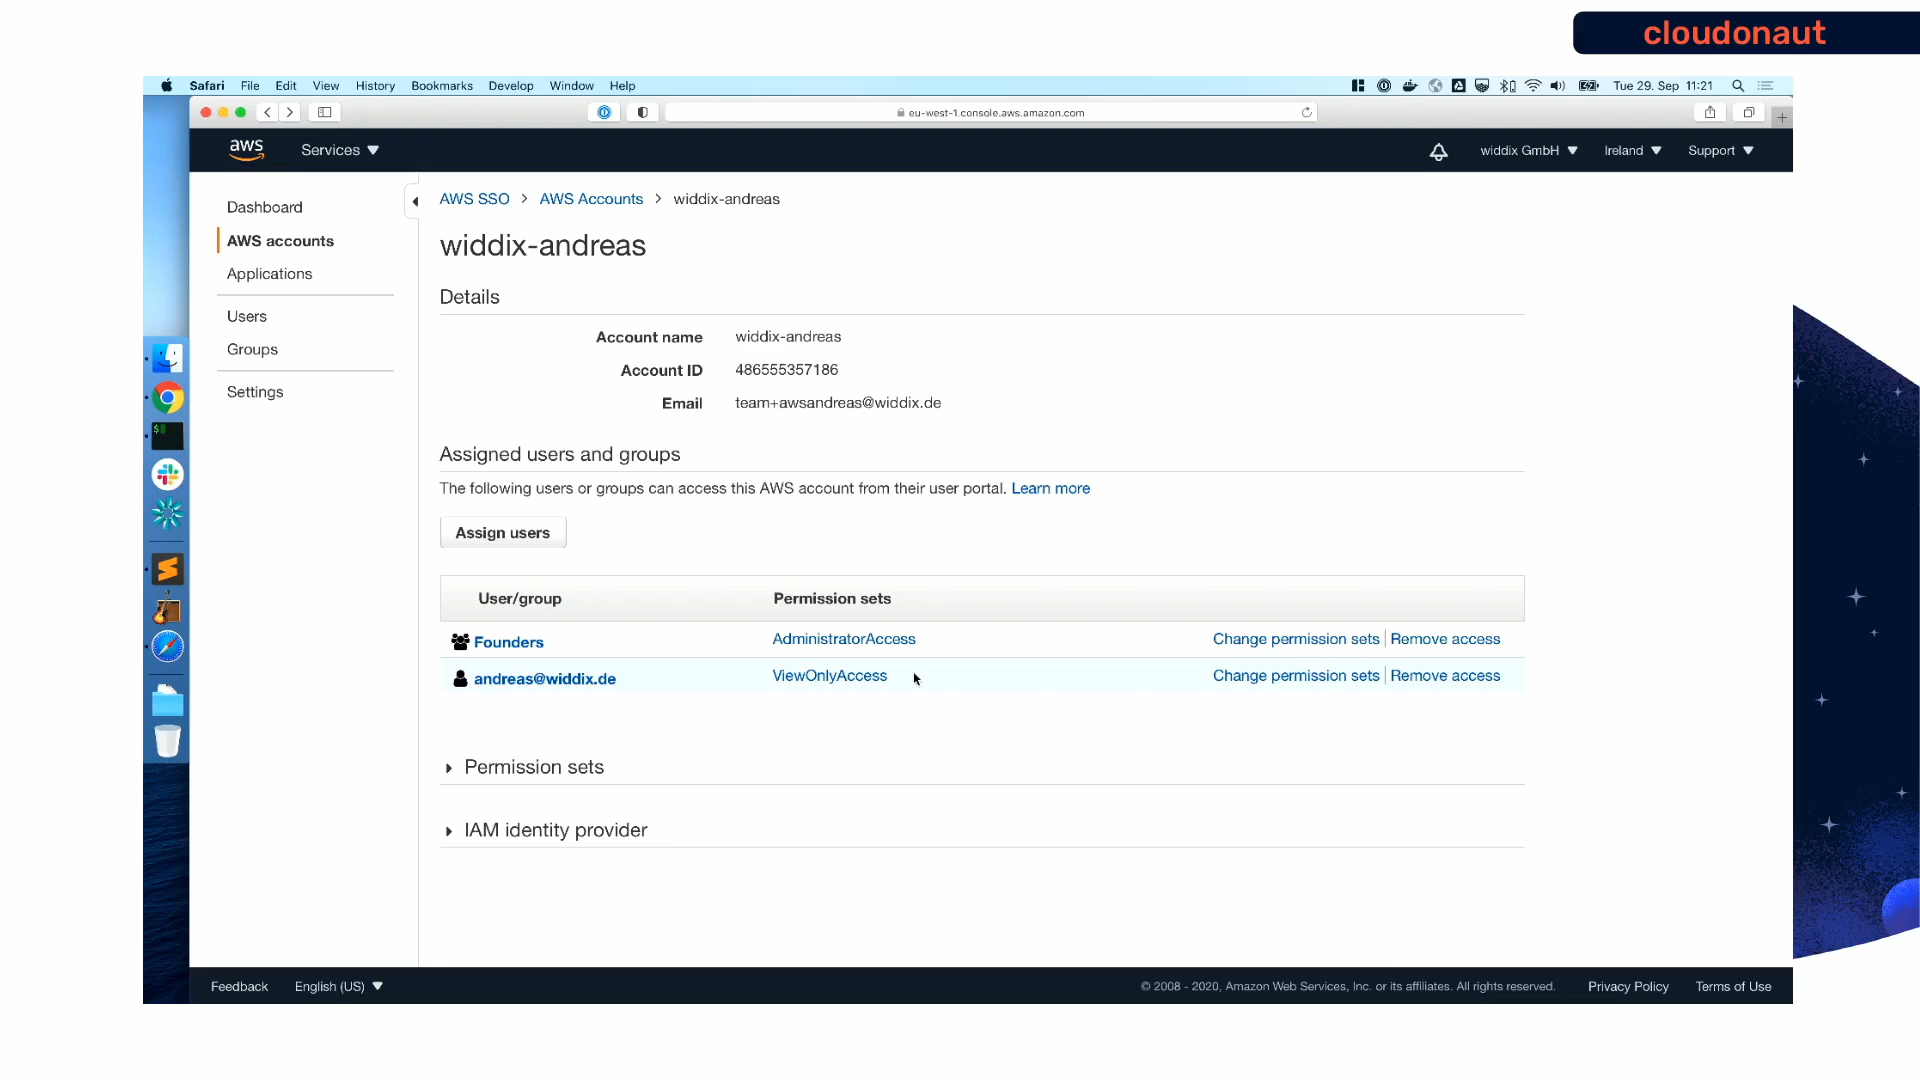 cloudonaut
Safari File Edit View History Bookmarks Develop Window Help Tue 29. Sep 11:21
eu-west-1.console.aws.amazon.com
aws Services widdix GmbH Ireland Support
Dashboard
AWS accounts
Applications
Users
Groups
Settings
AWS SSO > AWS Accounts > widdix-andreas
widdix-andreas
Details
Account name widdix-andreas
Account ID 486555357186
Email team+awsandreas@widdix.de
Assigned users and groups
The following users or groups can access this AWS account from their user portal. Learn more
Assign users
User/group Permission sets
Founders AdministratorAccess Change permission sets | Remove access
andreas@widdix.de ViewOnlyAccess Change permission sets | Remove access
Permission sets
IAM identity provider
Feedback English (US) © 2008 - 2020, Amazon Web Services, Inc. or its affiliates. All rights reserved. Privacy Policy Terms of Use